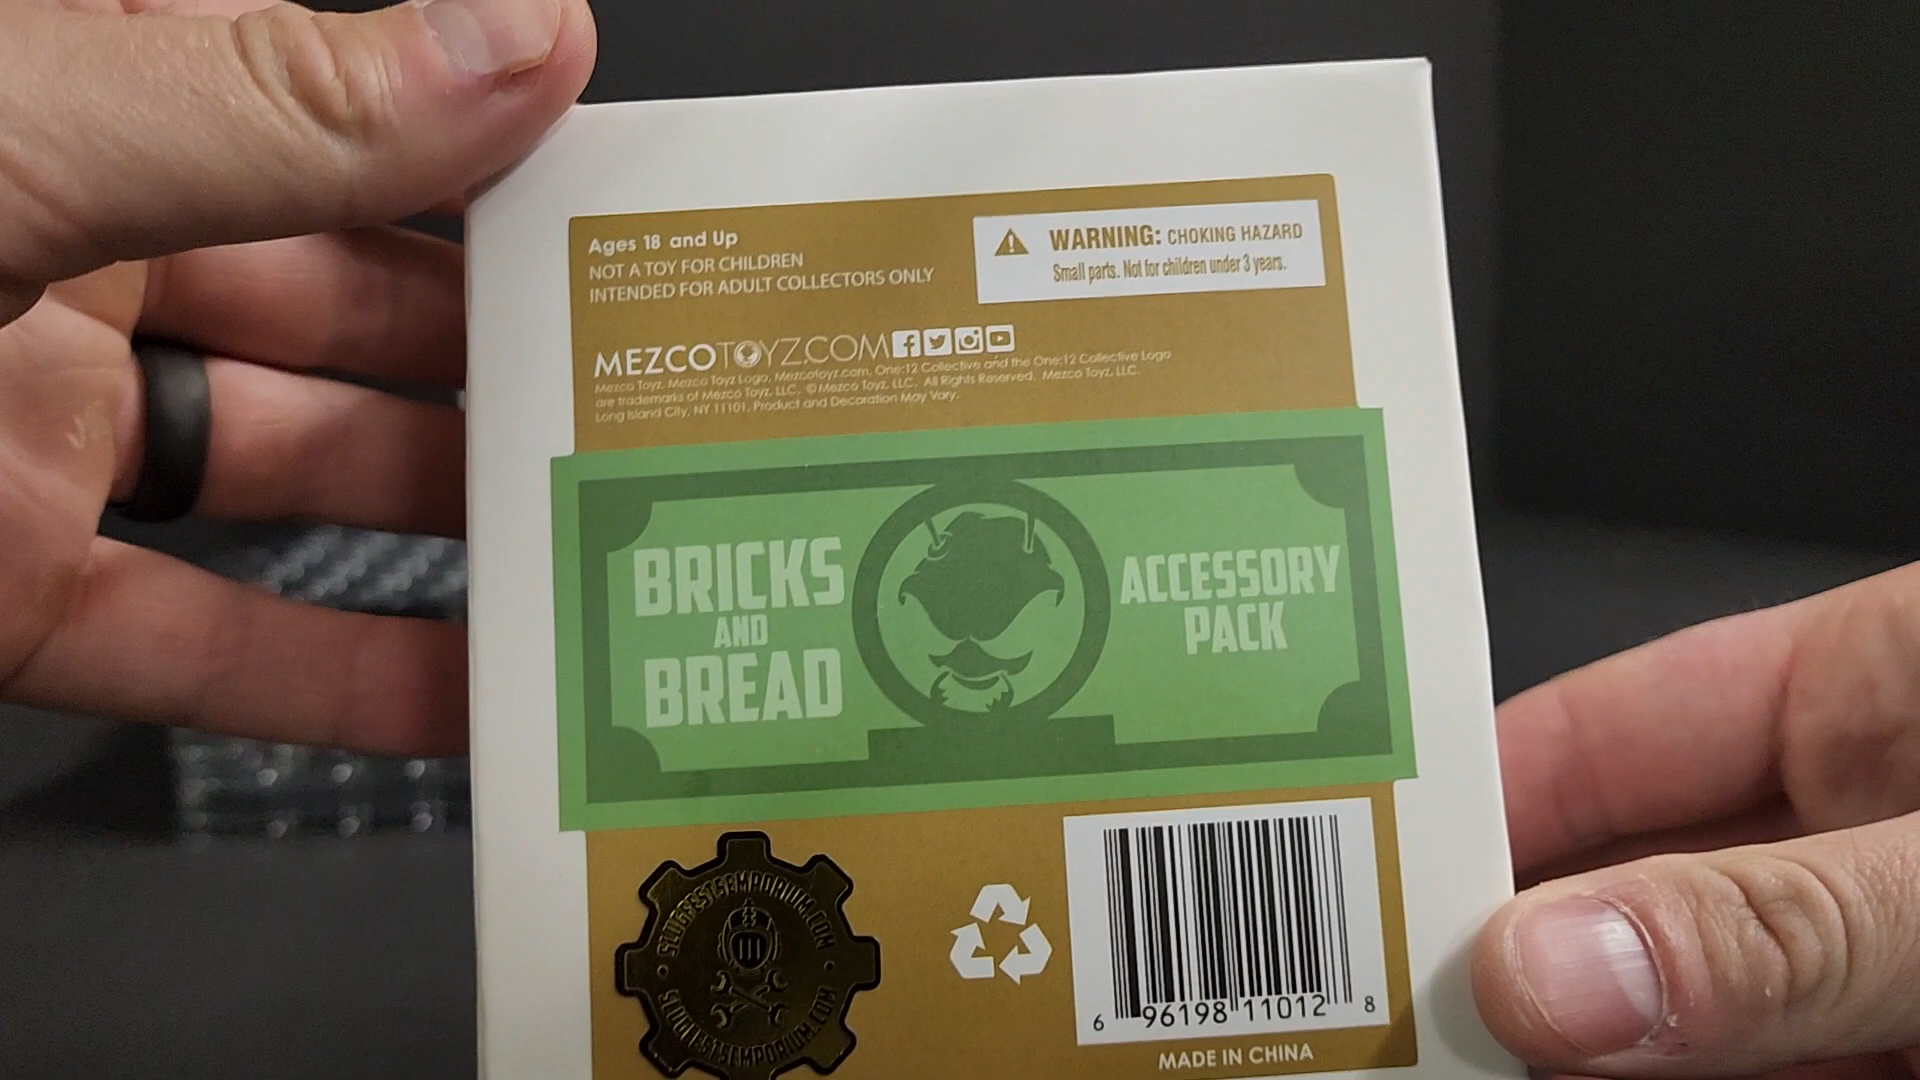 Ages 18 and Up
NOT A TOY FOR CHILDREN
INTENDED FOR ADULT COLLECTORS ONLY
WARNING: CHOKING HAZARD
Small parts. Not for children under 3 years.
MEZCOTOYZ.COM
Mezco Toyz, Mezco Toyz Logo, Mezcotoyz.com, One:12 Collective and the One:12 Collective Logo
are trademarks of Mezco Toyz, LLC. © Mezco Toyz, LLC. All Rights Reserved. Mezco Toyz, LLC.
Long Island City, NY 11101. Product and Decoration May Vary.
BRICKS
AND
BREAD
ACCESSORY
PACK
SLUGFESTSEMPORIUM.COM
SLUGFESTSEMPORIUM.COM
6 96198 11012 8
MADE IN CHINA